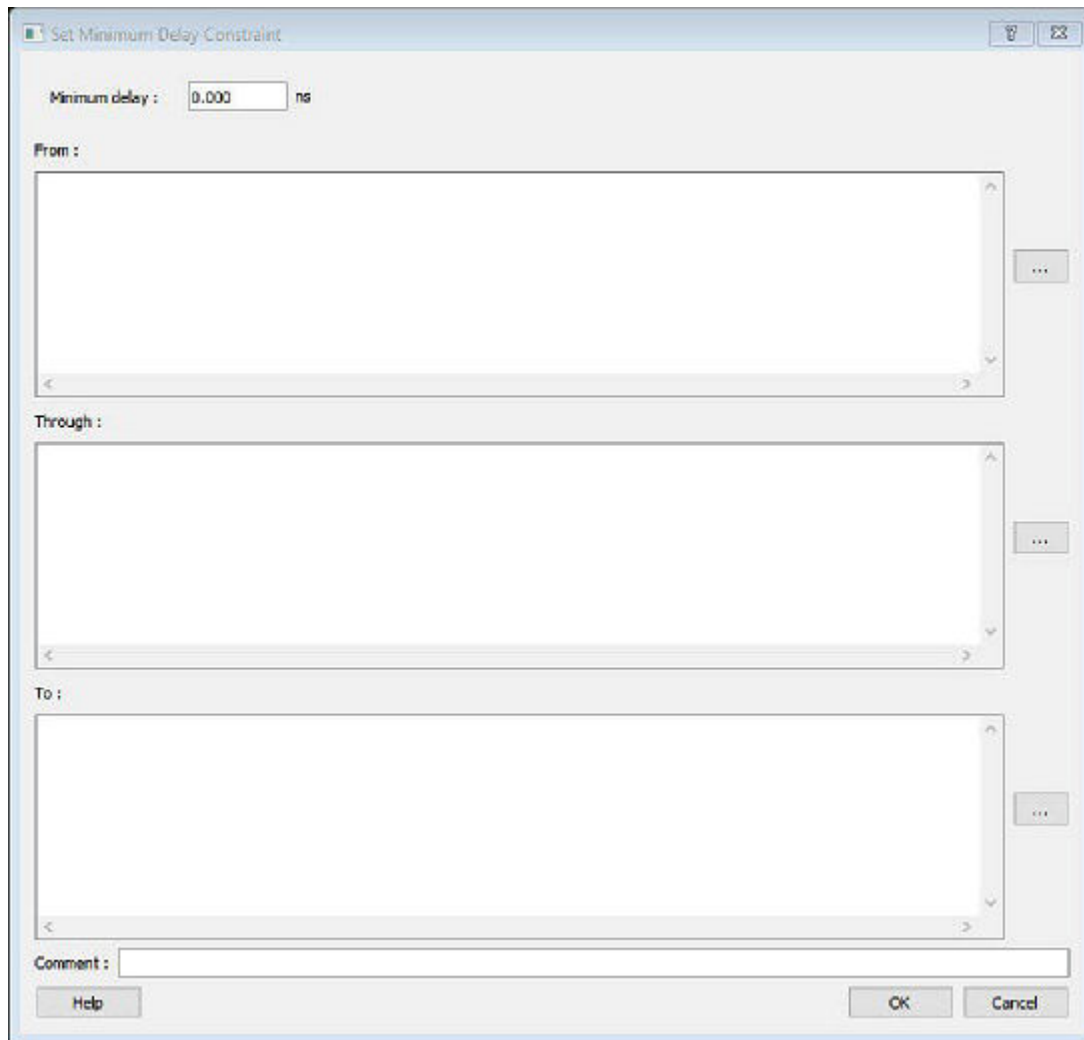 Set Minimum Delay Constraint
Minimum delay : 0.000 ns
From :
...
Through :
...
To :
...
Comment :
Help OK Cancel